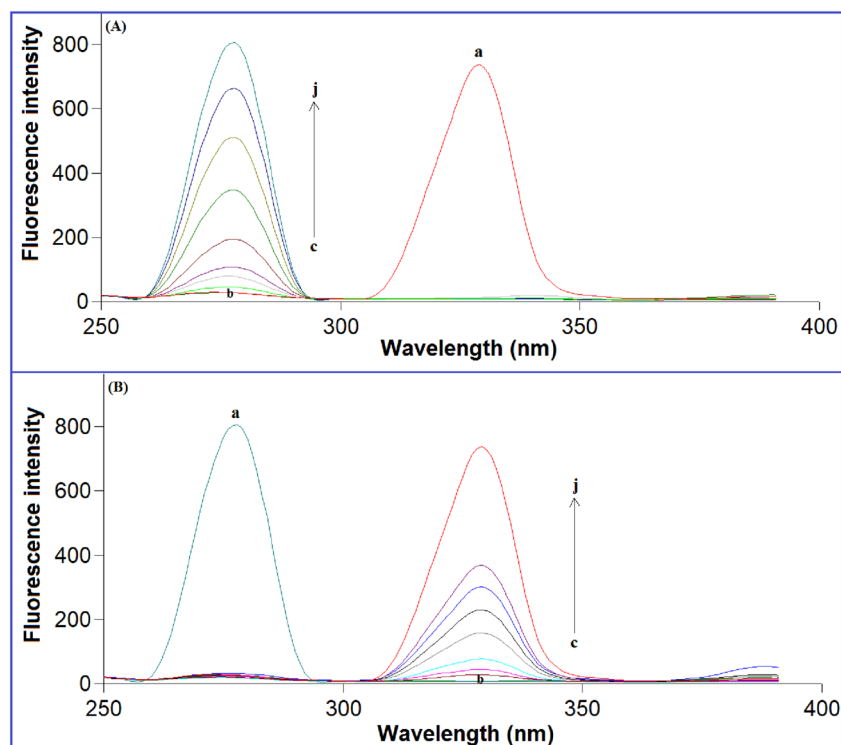 (A)
a
800
j
600
400
c
200
b
0
250
300
350
400
Wavelength (nm)
Fluorescence intensity
(B)
a
800
j
600
400
c
200
b
0
250
300
350
400
Wavelength (nm)
Fluorescence intensity